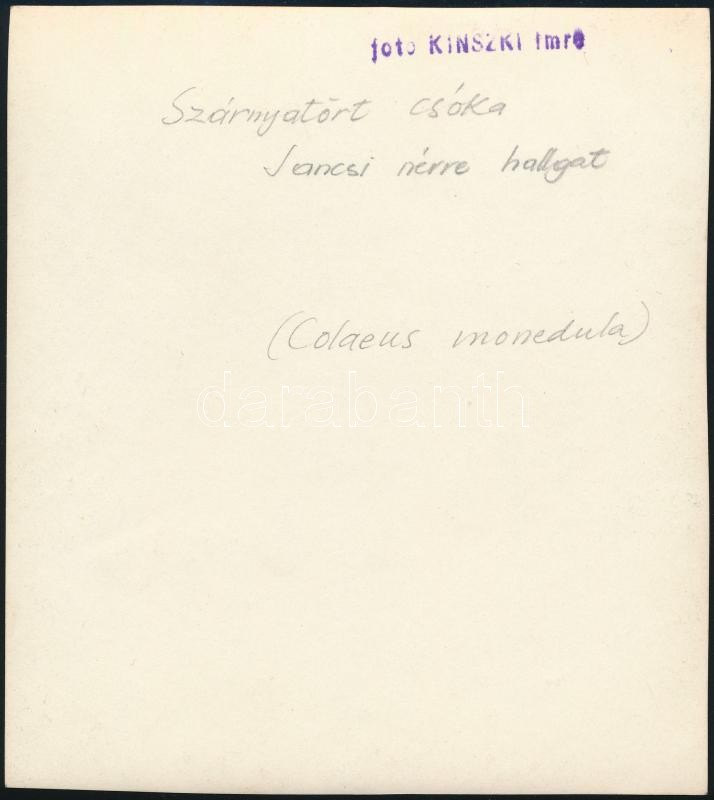 foto KINSZKI Imre
Szárnyatört csóka
Jancsi névre hallgat
(Colaeus monedula)
darabanth